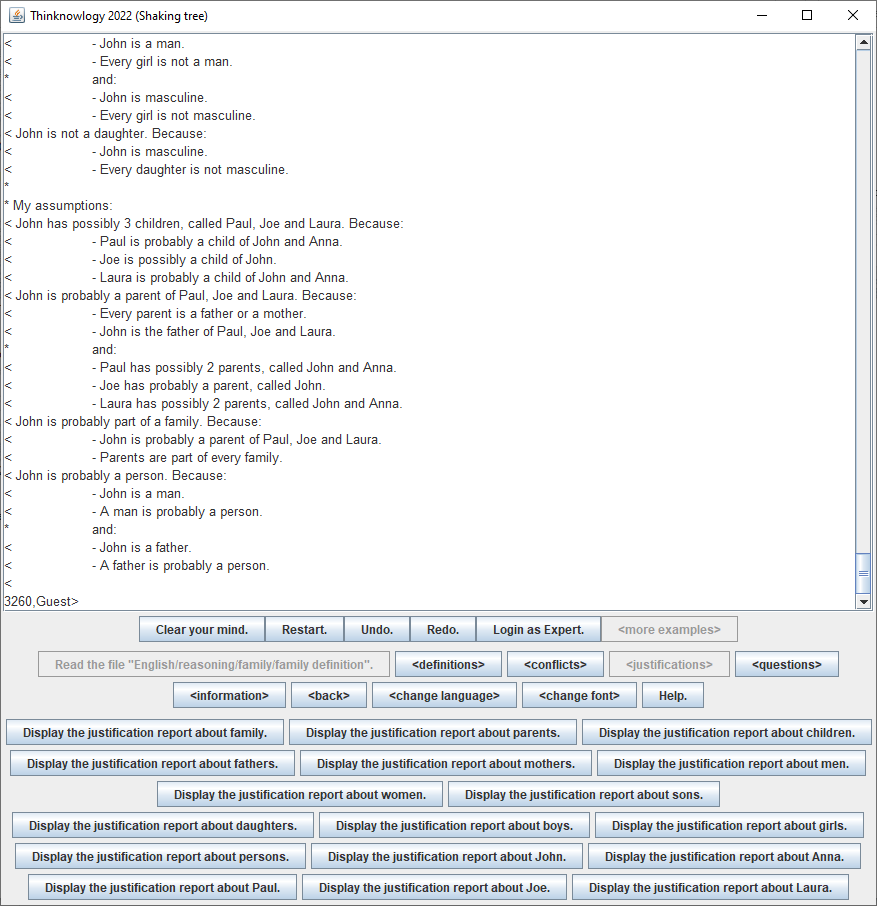 Thinknowlogy 2022 (Shaking tree)
< - John is a man.
< - Every girl is not a man.
* and:
< - John is masculine.
< - Every girl is not masculine.
< John is not a daughter. Because:
< - John is masculine.
< - Every daughter is not masculine.
*
* My assumptions:
< John has possibly 3 children, called Paul, Joe and Laura. Because:
< - Paul is probably a child of John and Anna.
< - Joe is possibly a child of John.
< - Laura is probably a child of John and Anna.
< John is probably a parent of Paul, Joe and Laura. Because:
< - Every parent is a father or a mother.
< - John is the father of Paul, Joe and Laura.
* and:
< - Paul has possibly 2 parents, called John and Anna.
< - Joe has probably a parent, called John.
< - Laura has possibly 2 parents, called John and Anna.
< John is probably part of a family. Because:
< - John is probably a parent of Paul, Joe and Laura.
< - Parents are part of every family.
< John is probably a person. Because:
< - John is a man.
< - A man is probably a person.
* and:
< - John is a father.
< - A father is probably a person.
<
3260,Guest>
Clear your mind. Restart. Undo. Redo. Login as Expert. <more examples>
Read the file "English/reasoning/family/family definition". <definitions> <conflicts> <justifications> <questions>
<information> <back> <change language> <change font> Help.
Display the justification report about family. Display the justification report about parents. Display the justification report about children.
Display the justification report about fathers. Display the justification report about mothers. Display the justification report about men.
Display the justification report about women. Display the justification report about sons.
Display the justification report about daughters. Display the justification report about boys. Display the justification report about girls.
Display the justification report about persons. Display the justification report about John. Display the justification report about Anna.
Display the justification report about Paul. Display the justification report about Joe. Display the justification report about Laura.